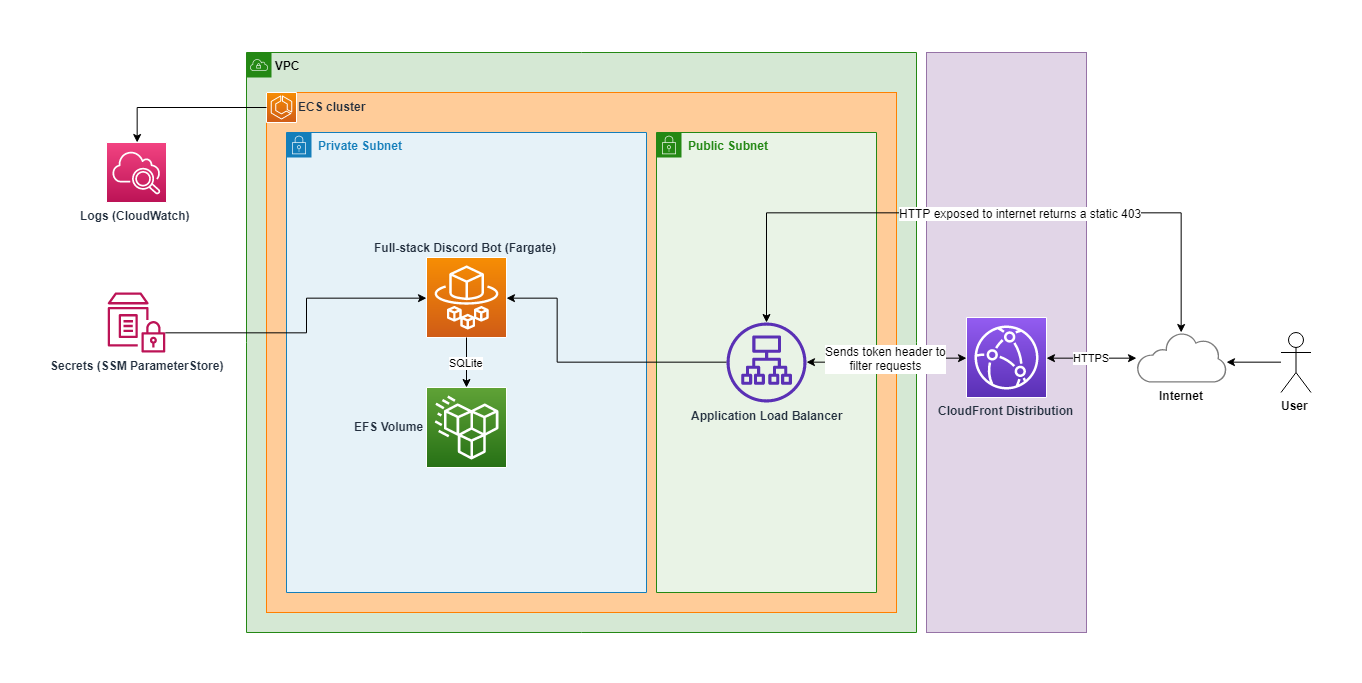 VPC
ECS cluster
Private Subnet
Public Subnet
Logs (CloudWatch)
HTTP exposed to internet returns a static 403
Full-stack Discord Bot (Fargate)
Secrets (SSM ParameterStore)
SQLite
Sends token header to
filter requests
HTTPS
Internet
User
CloudFront Distribution
Application Load Balancer
EFS Volume